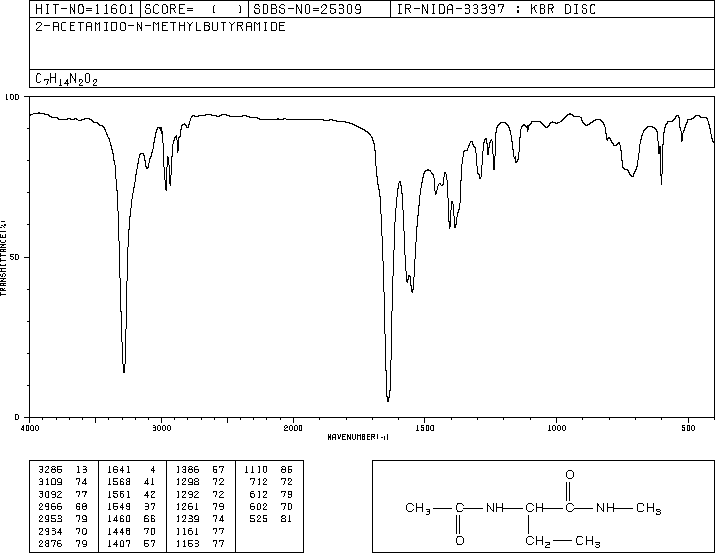 HIT-NO=11601 SCORE= ( ) SDBS-NO=25309 IR-NIDA-33397 : KBR DISC
2-ACETAMIDO-N-METHYLBUTYRAMIDE
C7H14N2O2
100
50
0
TRANSMITTANCE(%)
4000 3000 2000 1500 1000 500
WAVENUMBER(-1)
3285 13 1641 4 1386 57 1110 86
3109 74 1568 41 1298 72 712 72
3092 77 1561 42 1292 72 612 79
2966 68 1549 37 1261 79 602 70
2953 79 1460 66 1239 74 525 81
2934 70 1448 70 1161 77
2876 79 1407 57 1153 77
O
CH3 C NH CH C NH CH3
O CH2 CH3